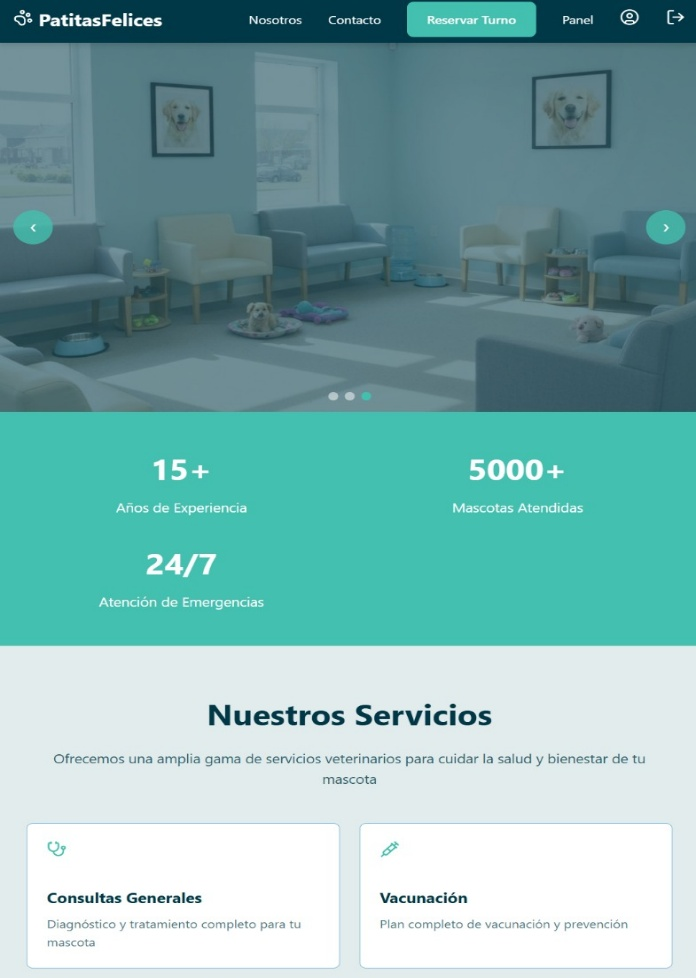 PatitasFelices
Nosotros
Contacto
Reservar Turno
Panel
15+
Años de Experiencia
5000+
Mascotas Atendidas
24/7
Atención de Emergencias
Nuestros Servicios
Ofrecemos una amplia gama de servicios veterinarios para cuidar la salud y bienestar de tu
mascota
Consultas Generales
Diagnóstico y tratamiento completo para tu
mascota
Vacunación
Plan completo de vacunación y prevención